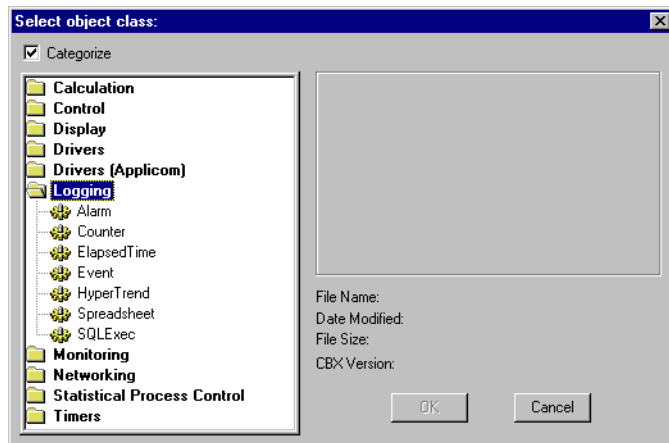 Select object class:
Categorize
Calculation
Control
Display
Drivers
Drivers (Applicom)
Logging
Alarm
Counter
ElapsedTime
Event
HyperTrend
Spreadsheet
SQLExec
Monitoring
Networking
Statistical Process Control
Timers
File Name:
Date Modified:
File Size:
CBX Version:
OK
Cancel